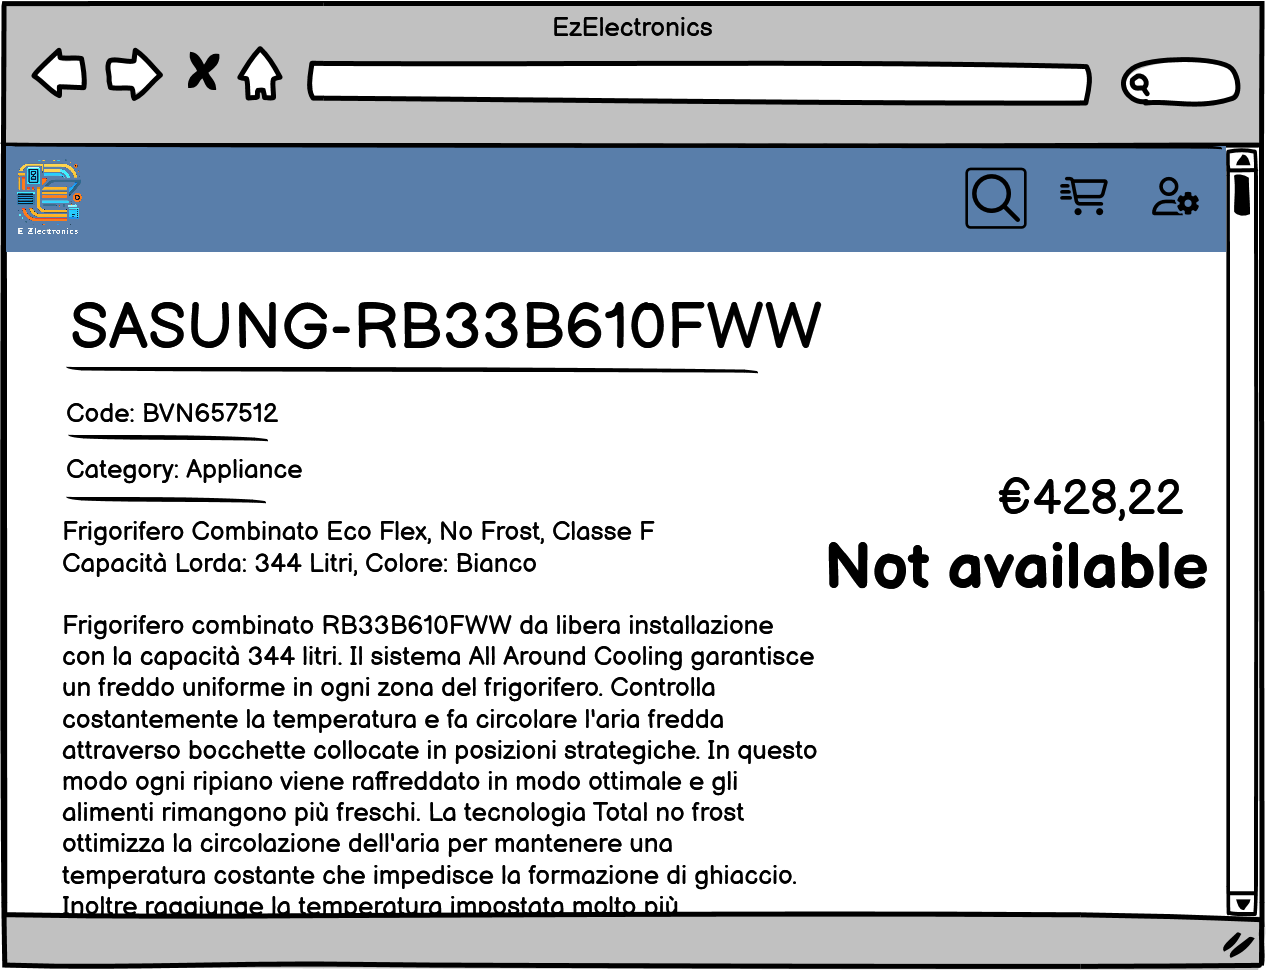 EzElectronics
E Zlectronics
SASUNG-RB33B610FWW
Code: BVN657512
Category: Appliance
€428,22
Not available
Frigorifero Combinato Eco Flex, No Frost, Classe F
Capacità Lorda: 344 Litri, Colore: Bianco
Frigorifero combinato RB33B610FWW da libera installazione
con la capacità 344 litri. Il sistema All Around Cooling garantisce
un freddo uniforme in ogni zona del frigorifero. Controlla
costantemente la temperatura e fa circolare l'aria fredda
attraverso bocchette collocate in posizioni strategiche. In questo
modo ogni ripiano viene raffreddato in modo ottimale e gli
alimenti rimangono più freschi. La tecnologia Total no frost
ottimizza la circolazione dell'aria per mantenere una
temperatura costante che impedisce la formazione di ghiaccio.
Inoltre raggiunge la temperatura impostata molto più